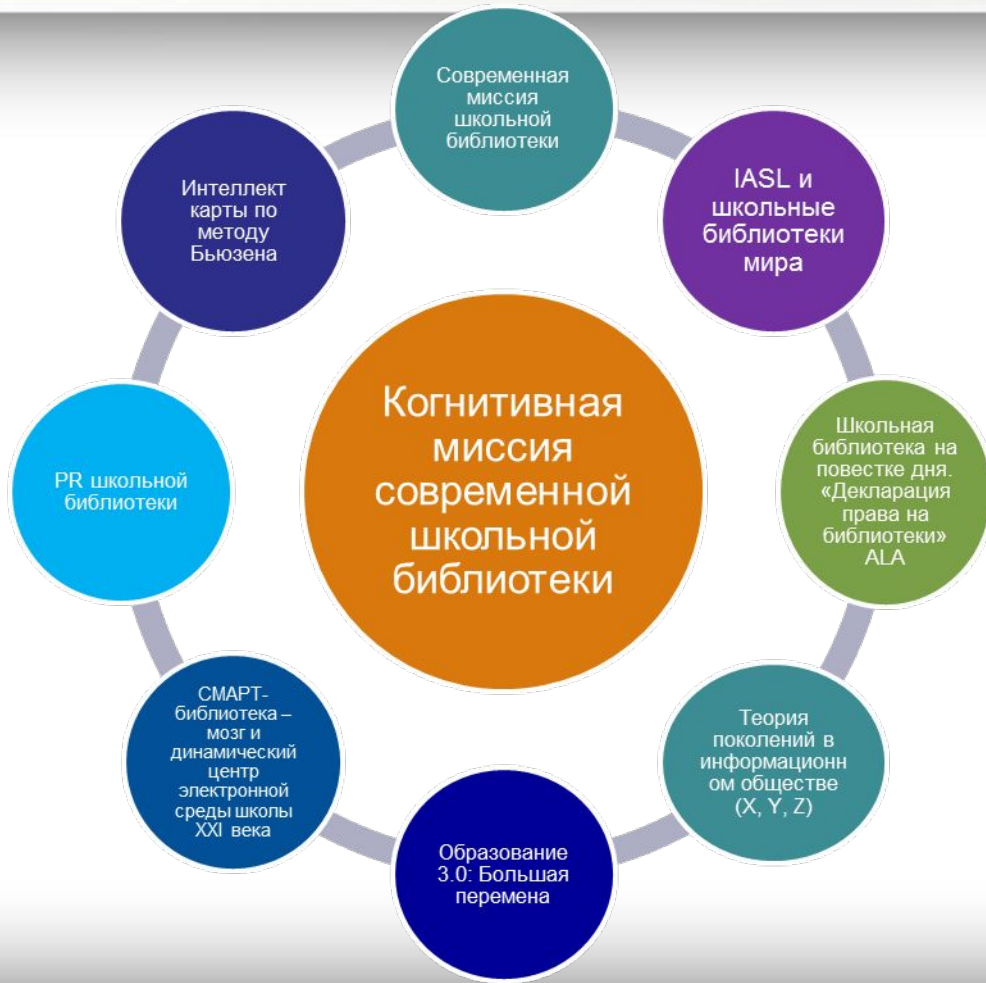 Современная
миссия
школьной
библиотеки
IASL и
школьные
библиотеки
мира
Школьная
библиотека на
повестке дня.
«Декларация
права на
библиотеки»
ALA
Теория
поколений в
информационн
ом обществе
(X, Y, Z)
Образование
3.0: Большая
перемена
СМАРТ-
библиотека –
мозг и
динамический
центр
электронной
среды школы
XXI века
PR школьной
библиотеки
Интеллект
карты по
методу
Бьюзена
Когнитивная
миссия
современной
школьной
библиотеки